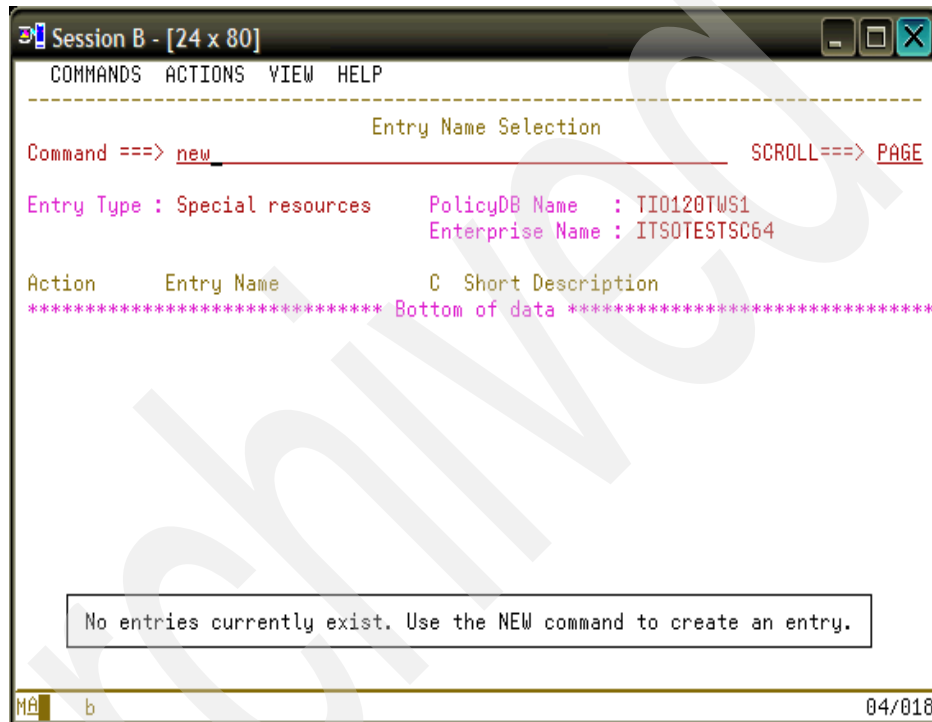 Session B - [24 x 80]
COMMANDS ACTIONS VIEW HELP
--------------------------------------------------------------------------------
Entry Name Selection
Command ===> new SCROLL===> PAGE
Entry Type : Special resources PolicyDB Name : TIO120TWS1
Enterprise Name : ITSOTESTSC64
Action Entry Name C Short Description
******************************* Bottom of data ********************************
No entries currently exist. Use the NEW command to create an entry.
MA b 04/018
rchived